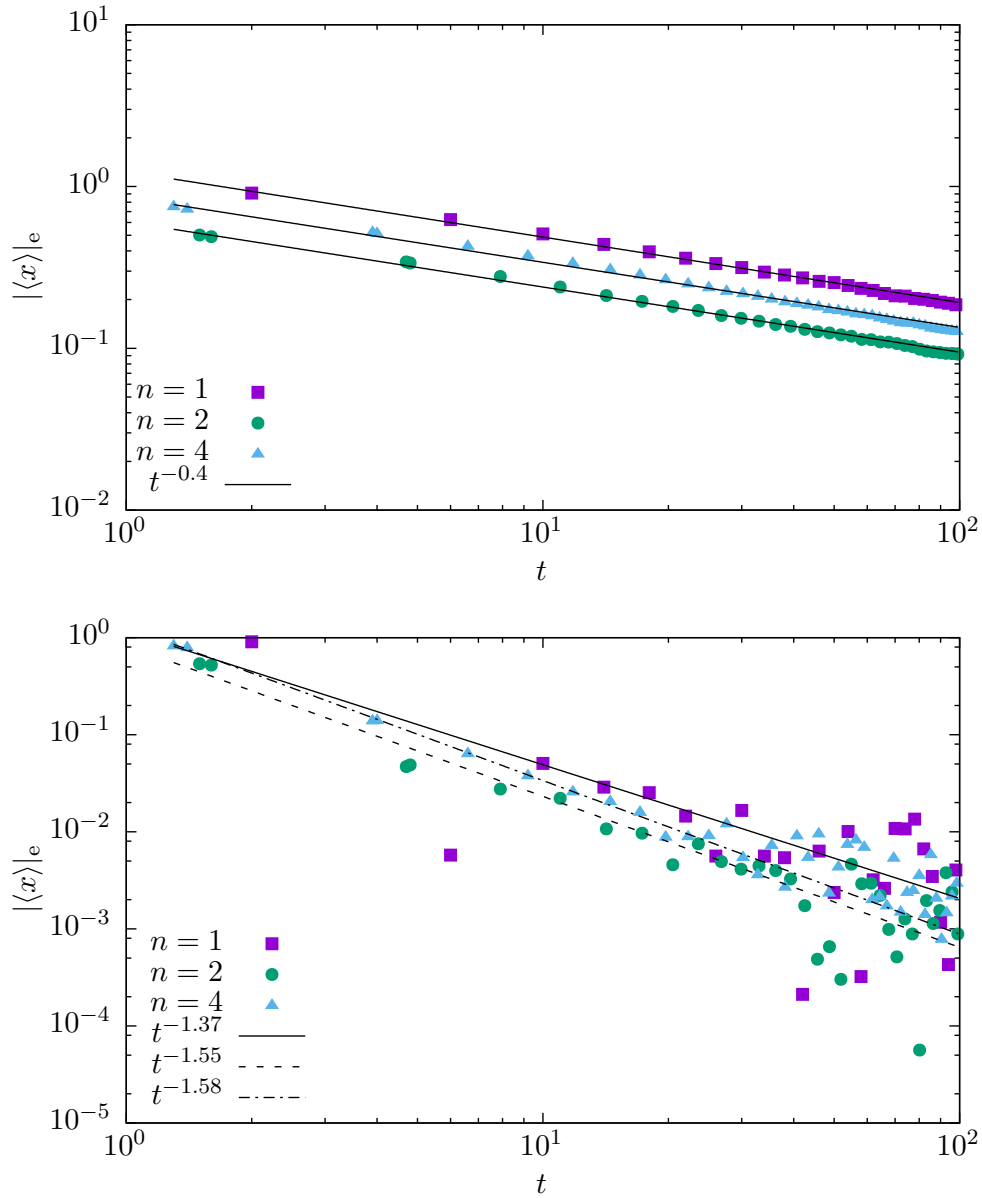 10^1
10^0
10^{-1}
10^{-2}
|⟨x⟩|_e
n = 1
n = 2
n = 4
t^{-0.4}
10^0 10^1 10^2
t
10^0
10^{-1}
10^{-2}
10^{-3}
10^{-4}
10^{-5}
|⟨x⟩|_e
n = 1
n = 2
n = 4
t^{-1.37}
t^{-1.55}
t^{-1.58}
10^0 10^1 10^2
t